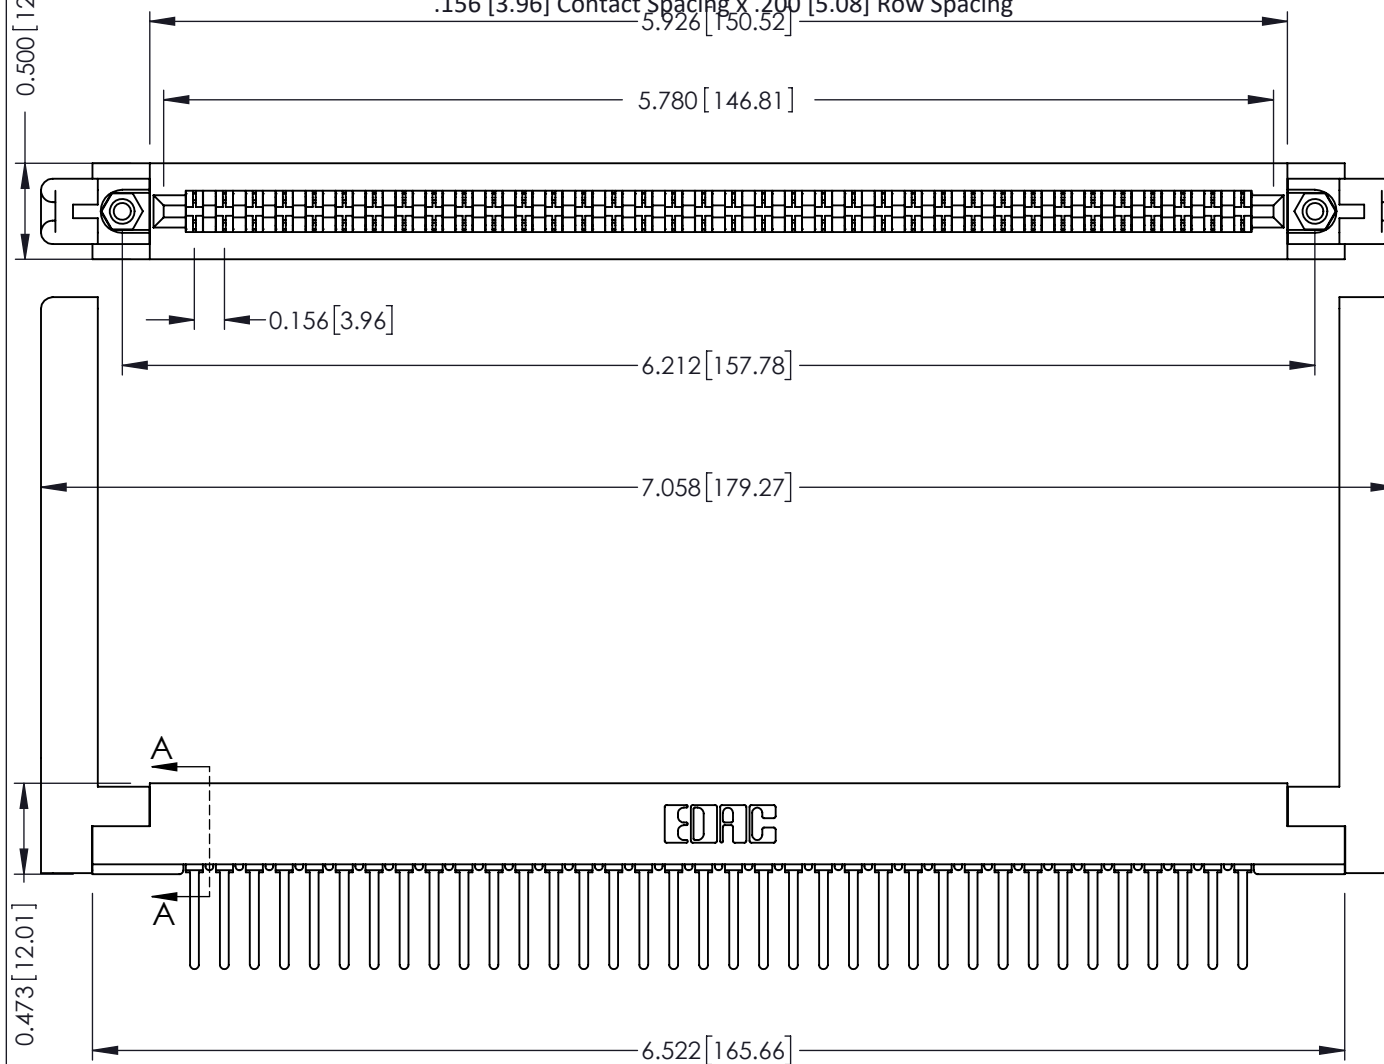 .156 [3.96] Contact Spacing x .200 [5.08] Row Spacing
5.926[150.52]
0.500[12
5.780[146.81]
0.156[3.96]
6.212[157.78]
7.058[179.27]
A
EDAC
A
0.473[12.01]
6.522[165.66]